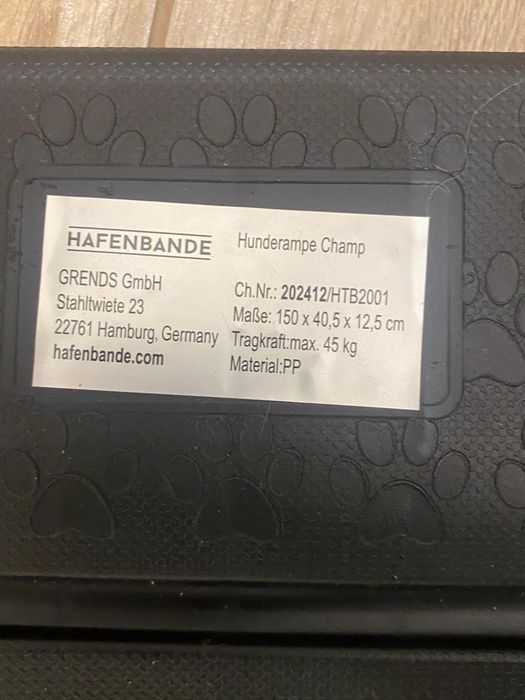 HAFENBANDE
GRENDS GmbH
Stahltwiete 23
22761 Hamburg, Germany
hafenbande.com
Hunderampe Champ
Ch.Nr.: 202412/HTB2001
Maße: 150 x 40,5 x 12,5 cm
Tragkraft:max. 45 kg
Material:PP